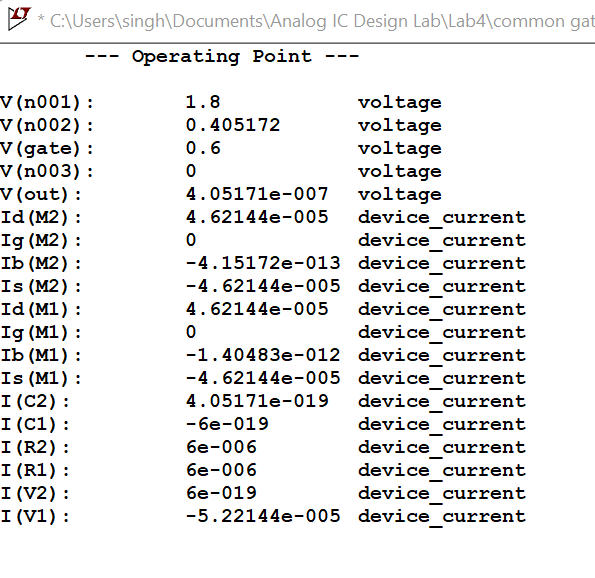 * C:\Users\singh\Documents\Analog IC Design Lab\Lab4\common gat
--- Operating Point ---
V(n001): 1.8 voltage
V(n002): 0.405172 voltage
V(gate): 0.6 voltage
V(n003): 0 voltage
V(out): 4.05171e-007 voltage
Id(M2): 4.62144e-005 device_current
Ig(M2): 0 device_current
Ib(M2): -4.15172e-013 device_current
Is(M2): -4.62144e-005 device_current
Id(M1): 4.62144e-005 device_current
Ig(M1): 0 device_current
Ib(M1): -1.40483e-012 device_current
Is(M1): -4.62144e-005 device_current
I(C2): 4.05171e-019 device_current
I(C1): -6e-019 device_current
I(R2): 6e-006 device_current
I(R1): 6e-006 device_current
I(V2): 6e-019 device_current
I(V1): -5.22144e-005 device_current